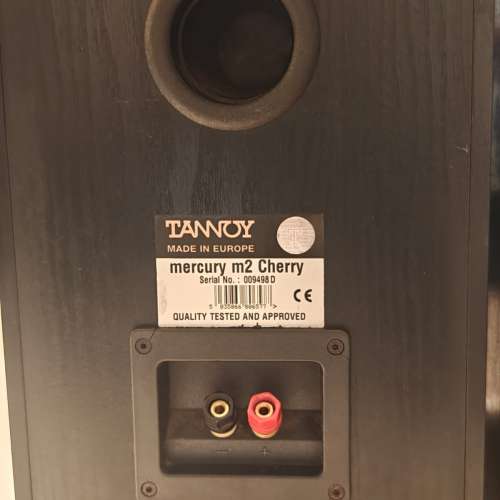 TANNOY
MADE IN EUROPE
mercury m2 Cherry
Serial No. : 009498 D
CE
QUALITY TESTED AND APPROVED
- +